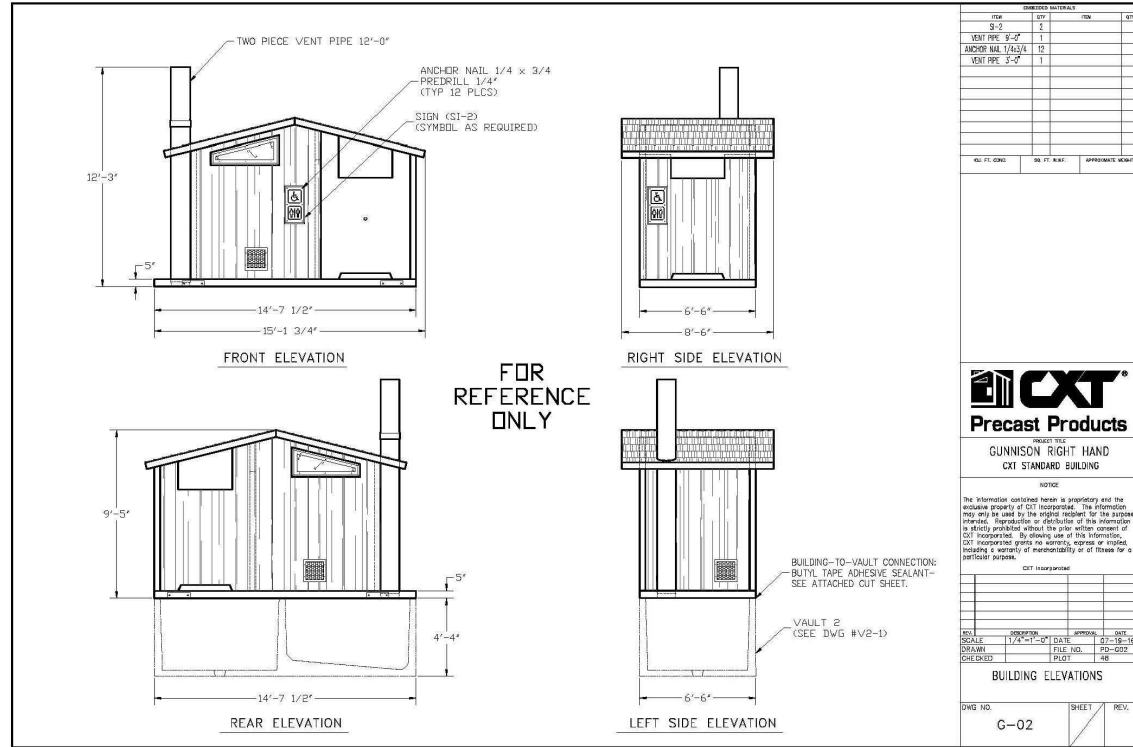 TWO PIECE VENT PIPE 12'-0"
ANCHOR NAIL 1/4 x 3/4
PREDRILL 1/4"
(TYP 12 PLCS)
SIGN (SI-2)
(SYMBOL AS REQUIRED)
12'-3"
5"
14'-7 1/2"
15'-1 3/4"
FRONT ELEVATION
6'-6"
8'-6"
RIGHT SIDE ELEVATION
FOR
REFERENCE
ONLY
9'-5"
5"
4'-4"
14'-7 1/2"
REAR ELEVATION
BUILDING-TO-VAULT CONNECTION:
BUTYL TAPE ADHESIVE SEALANT-
SEE ATTACHED CUT SHEET.
VAULT 2
(SEE DWG #V2-1)
6'-6"
LEFT SIDE ELEVATION
EMBEDDED MATERIALS
ITEM QTY ITEM QTY
SI-2 2
VENT PIPE 9'-0" 1
ANCHOR NAIL 1/4x3/4 12
VENT PIPE 3'-0" 1
CU. FT. CONC. SQ. FT. W.W.F. APPROXIMATE WEIGHT
CXT®
Precast Products
PROJECT TITLE
GUNNISON RIGHT HAND
CXT STANDARD BUILDING
NOTICE
The information contained herein is proprietary and the
exclusive property of CXT Incorporated. The information
may only be used by the original recipient for the purpose
intended. Reproduction or distribution of this information
is strictly prohibited without the prior written consent of
CXT Incorporated. By allowing use of this information,
CXT Incorporated grants no warranty, express or implied,
including a warranty of merchantability or of fitness for a
particular purpose.
CXT Incorporated
REV. DESCRIPTION APPROVAL DATE
SCALE 1/4"=1'-0" DATE 07-19-16
DRAWN FILE NO. PD-G02
CHECKED PLOT 48
BUILDING ELEVATIONS
DWG NO. SHEET REV.
G-02